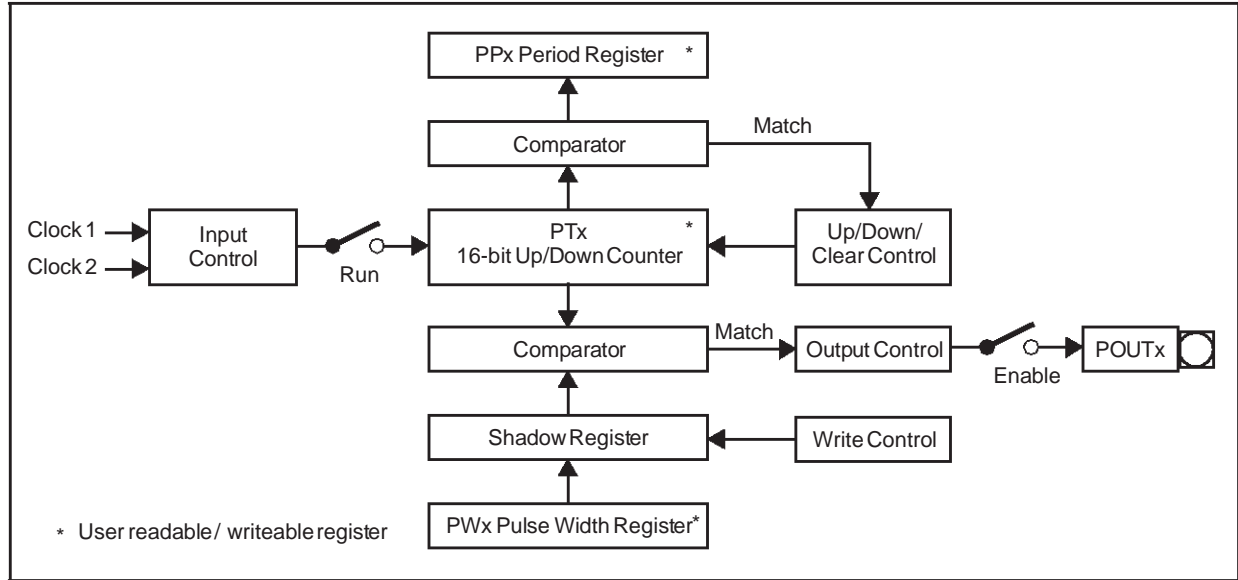 PPx Period Register *
Comparator
Match
Clock 1
Clock 2
Input
Control
Run
PTx *
16-bit Up/Down Counter
Up/Down/
Clear Control
Comparator
Match
Output Control
Enable
POUTx
Shadow Register
Write Control
PWx Pulse Width Register*
* User readable / writeable register